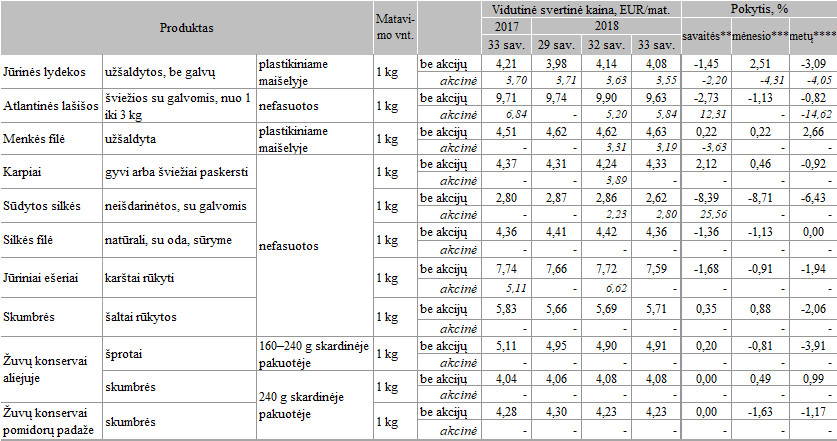 Produktas Matavi- Vidutinė svertinė kaina, EUR/mat. Pokytis, %
mo vnt. 2017 2018 savaitės** mėnesio*** metų****
33 sav. 29 sav. 32 sav. 33 sav.
Jūrinės lydekos užšaldytos, be galvų plastikiniame maišelyje 1 kg be akcijų 4,21 3,98 4,14 4,08 -1,45 2,51 -3,09
akcinė 3,70 3,71 3,63 3,55 -2,20 -4,31 -4,05
Atlantinės lašišos šviežios su galvomis, nuo 1 iki 3 kg nefasuotos 1 kg be akcijų 9,71 9,74 9,90 9,63 -2,73 -1,13 -0,82
akcinė 6,84 - 5,20 5,84 12,31 - -14,62
Menkės filė užšaldyta plastikiniame maišelyje 1 kg be akcijų 4,51 4,62 4,62 4,63 0,22 0,22 2,66
akcinė - - 3,31 3,19 -3,63 - -
Karpiai gyvi arba šviežiai paskersti 1 kg be akcijų 4,37 4,31 4,24 4,33 2,12 0,46 -0,92
akcinė - - 3,89 - - - -
Sūdytos silkės neišdarinėtos, su galvomis 1 kg be akcijų 2,80 2,87 2,86 2,62 -8,39 -8,71 -6,43
akcinė - - 2,23 2,80 25,56 - -
Silkės filė natūrali, su oda, sūryme nefasuotos 1 kg be akcijų 4,36 4,41 4,42 4,36 -1,36 -1,13 0,00
akcinė - - - - - - -
Jūriniai ešeriai karštai rūkyti 1 kg be akcijų 7,74 7,66 7,72 7,59 -1,68 -0,91 -1,94
akcinė 5,11 - 6,62 - - - -
Skumbrės šaltai rūkytos 1 kg be akcijų 5,83 5,66 5,69 5,71 0,35 0,88 -2,06
akcinė - - - - - - -
Žuvų konservai aliejuje šprotai 160–240 g skardinėje pakuotėje 1 kg be akcijų 5,11 4,95 4,90 4,91 0,20 -0,81 -3,91
akcinė - - - - - - -
skumbrės 240 g skardinėje pakuotėje 1 kg be akcijų 4,04 4,06 4,08 4,08 0,00 0,49 0,99
akcinė - - - - - - -
Žuvų konservai pomidorų padaže skumbrės 1 kg be akcijų 4,28 4,30 4,23 4,23 0,00 -1,63 -1,17
akcinė - - - - - - -